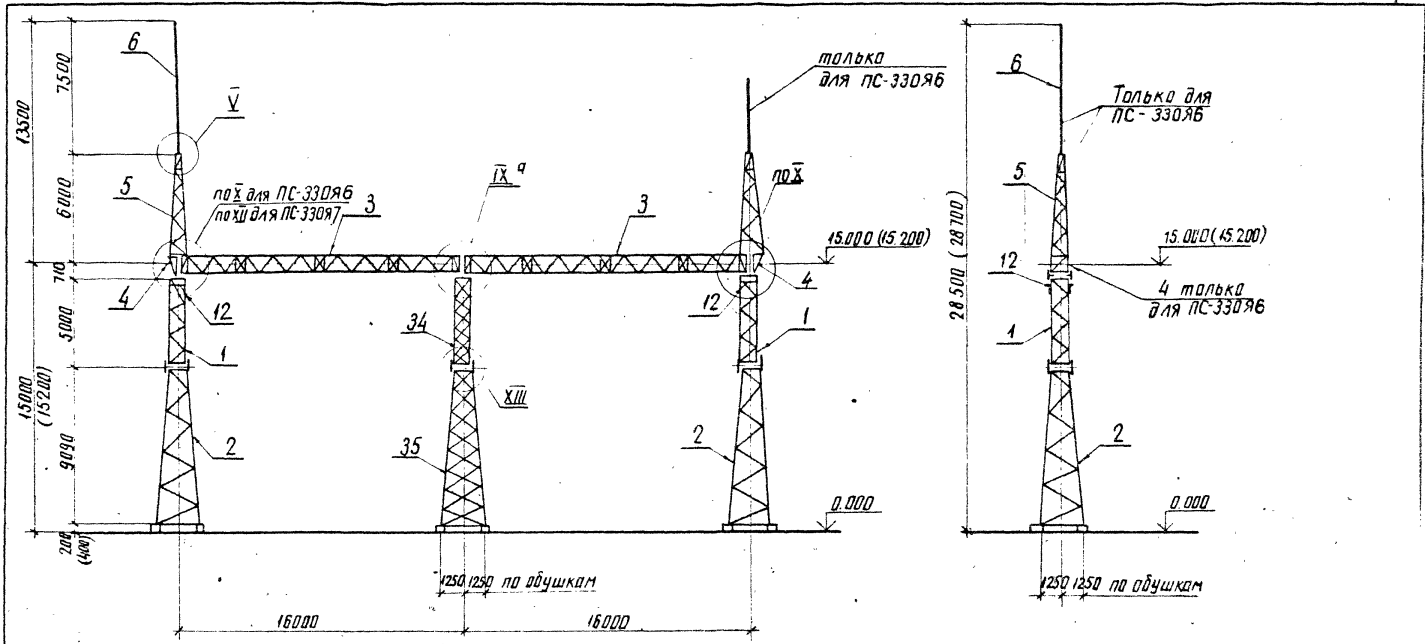 6
7500
13500
V
только
для ПС-330Я6
6
Только для
ПС-330Я6
5
по X для ПС-330Я6
по XII для ПС-330Я7
6000
3
IX а
3
по X
5
15.000 (15.200)
28500 (28700)
15.000 (15.200)
710
4
12
12
4
12
4 только
для ПС-330Я6
5000
1
34
1
1
XIII
15000
(15200)
9090
2
35
2
2
0.000
0.000
200
(400)
1250 1250 по обушкам
1250 1250 по обушкам
16000
16000